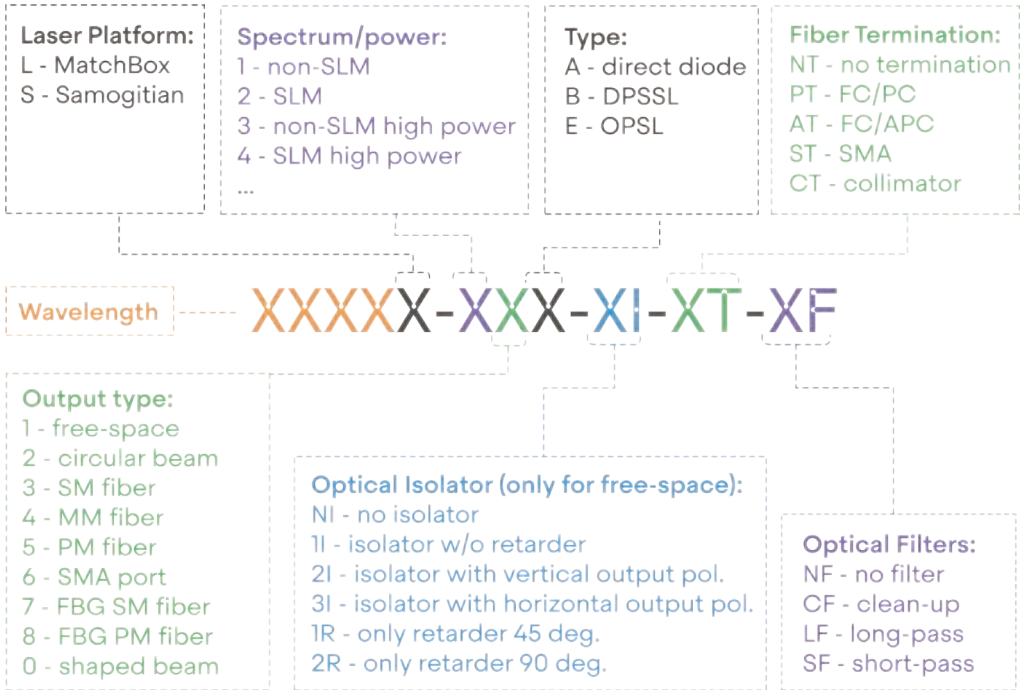 Laser Platform:
L - MatchBox
S - Samogitian
Spectrum/power:
1 - non-SLM
2 - SLM
3 - non-SLM high power
4 - SLM high power
...
Type:
A - direct diode
B - DPSSL
E - OPSL
Fiber Termination:
NT - no termination
PT - FC/PC
AT - FC/APC
ST - SMA
CT - collimator
Wavelength
XXXXX-XXX-XI-XT-XF
Output type:
1 - free-space
2 - circular beam
3 - SM fiber
4 - MM fiber
5 - PM fiber
6 - SMA port
7 - FBG SM fiber
8 - FBG PM fiber
0 - shaped beam
Optical Isolator (only for free-space):
NI - no isolator
1I - isolator w/o retarder
2I - isolator with vertical output pol.
3I - isolator with horizontal output pol.
1R - only retarder 45 deg.
2R - only retarder 90 deg.
Optical Filters:
NF - no filter
CF - clean-up
LF - long-pass
SF - short-pass